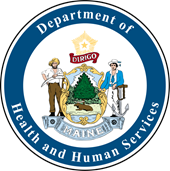 Department of
DIRIGO
MAINE
Health and Human Services